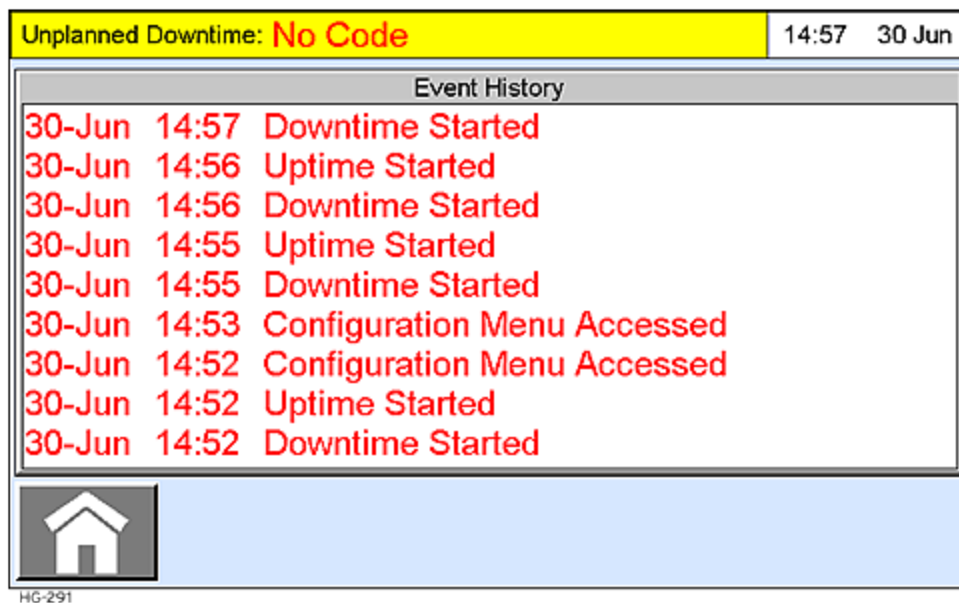 Unplanned Downtime: No Code 14:57 30 Jun
Event History
30-Jun 14:57 Downtime Started
30-Jun 14:56 Uptime Started
30-Jun 14:56 Downtime Started
30-Jun 14:55 Uptime Started
30-Jun 14:55 Downtime Started
30-Jun 14:53 Configuration Menu Accessed
30-Jun 14:52 Configuration Menu Accessed
30-Jun 14:52 Uptime Started
30-Jun 14:52 Downtime Started
HG-291